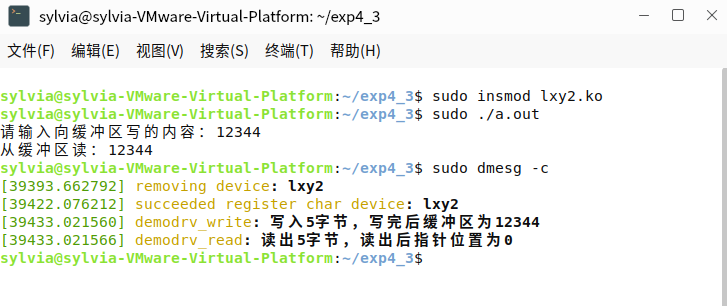 sylvia@sylvia-VMware-Virtual-Platform: ~/exp4_3
文件(F) 编辑(E) 视图(V) 搜索(S) 终端(T) 帮助(H)
sylvia@sylvia-VMware-Virtual-Platform:~/exp4_3$ sudo insmod lxy2.ko
sylvia@sylvia-VMware-Virtual-Platform:~/exp4_3$ sudo ./a.out
请输入向缓冲区写的内容：12344
从缓冲区读：12344
sylvia@sylvia-VMware-Virtual-Platform:~/exp4_3$ sudo dmesg -c
[39393.662792] removing device: lxy2
[39422.076212] succeeded register char device: lxy2
[39433.021560] demodrv_write: 写入5字节，写完后缓冲区为12344
[39433.021566] demodrv_read: 读出5字节，读出后指针位置为0
sylvia@sylvia-VMware-Virtual-Platform:~/exp4_3$